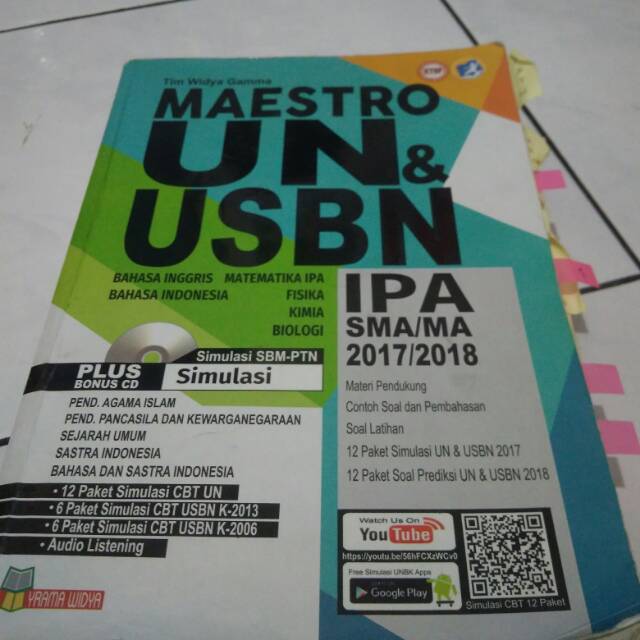 Tim Widya Gamma
MAESTRO
UN &
USBN
BAHASA INGGRIS MATEMATIKA IPA
BAHASA INDONESIA FISIKA
KIMIA
BIOLOGI
IPA
SMA/MA
2017/2018
Simulasi SBM-PTN
PLUS
BONUS CD
Simulasi
PEND. AGAMA ISLAM
PEND. PANCASILA DAN KEWARGANEGARAAN
SEJARAH UMUM
SASTRA INDONESIA
BAHASA DAN SASTRA INDONESIA
• 12 Paket Simulasi CBT UN
• 6 Paket Simulasi CBT USBN K-2013
• 6 Paket Simulasi CBT USBN K-2006
• Audio Listening
Materi Pendukung
Contoh Soal dan Pembahasan
Soal Latihan
12 Paket Simulasi UN & USBN 2017
12 Paket Soal Prediksi UN & USBN 2018
Watch Us On
YouTube
https://youtu.be/56hFCXzWCv0
Free Simulasi UNBK Apps
Google Play
Simulasi CBT 12 Paket
YRAMA WIDYA